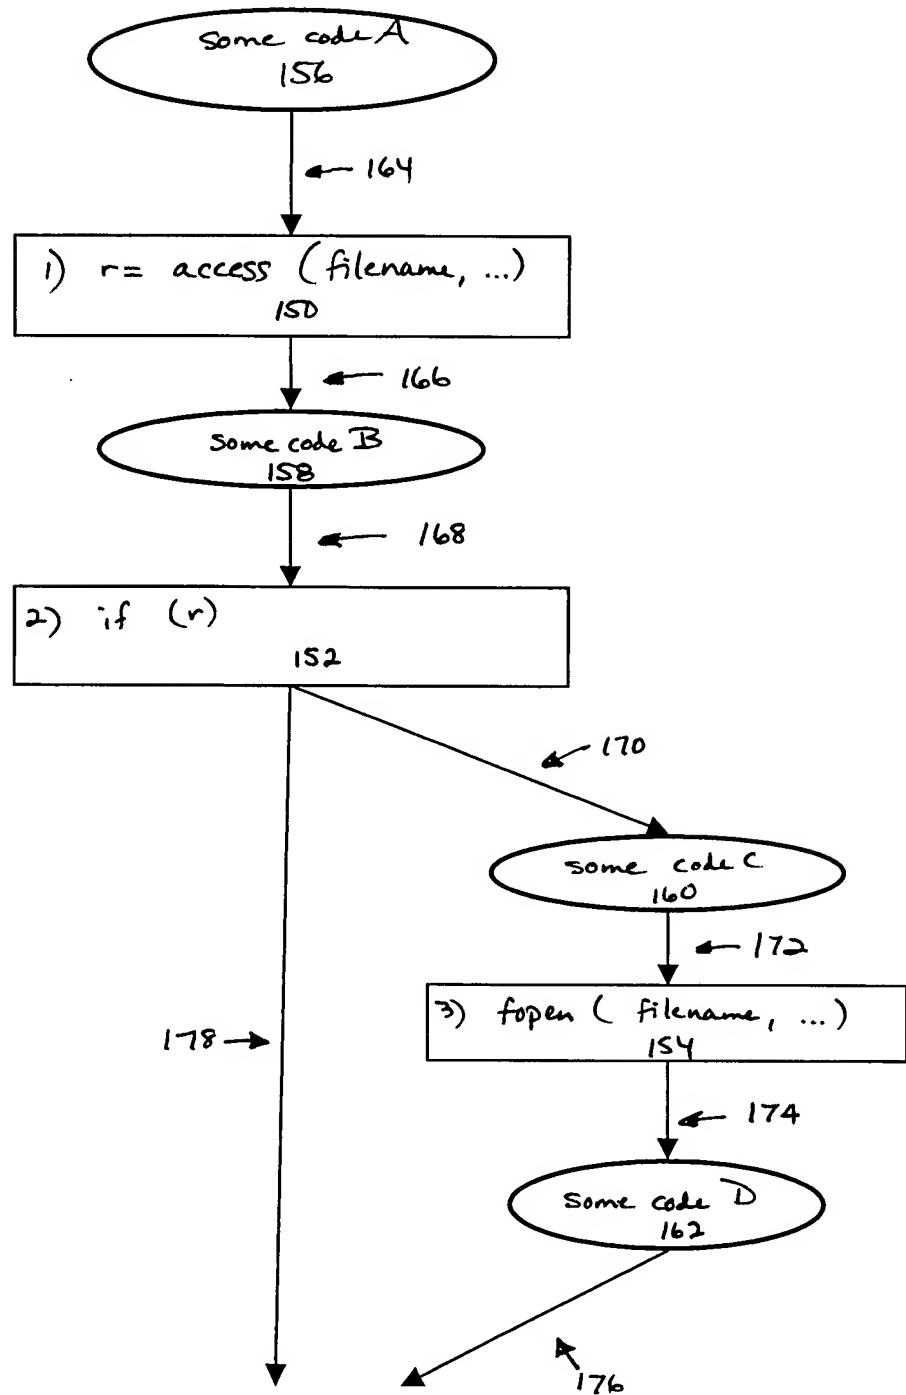 some code A
156
164
1) r= access (filename, ...)
150
166
some code B
158
168
2) if (r)
152
170
some code C
160
172
3) fopen ( filename, ...)
154
178
174
some code D
162
176